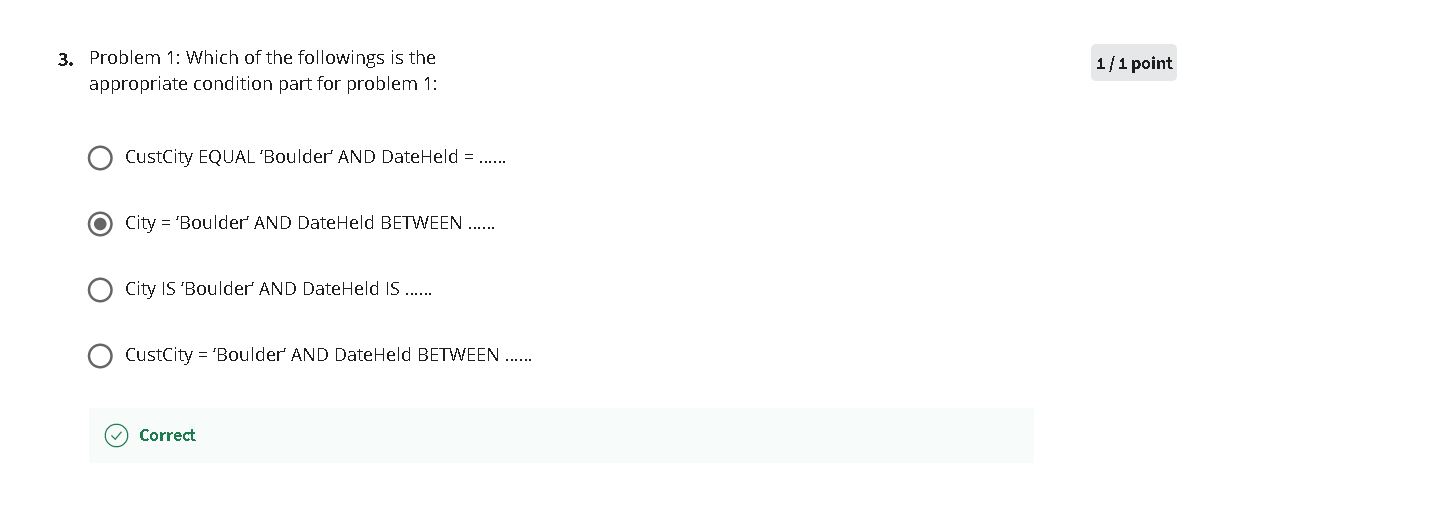 3. Problem 1: Which of the followings is the
appropriate condition part for problem 1:
1 / 1 point
CustCity EQUAL ‘Boulder’ AND DateHeld = ......
City = ‘Boulder’ AND DateHeld BETWEEN ......
City IS ‘Boulder’ AND DateHeld IS ......
CustCity = ‘Boulder’ AND DateHeld BETWEEN ......
Correct